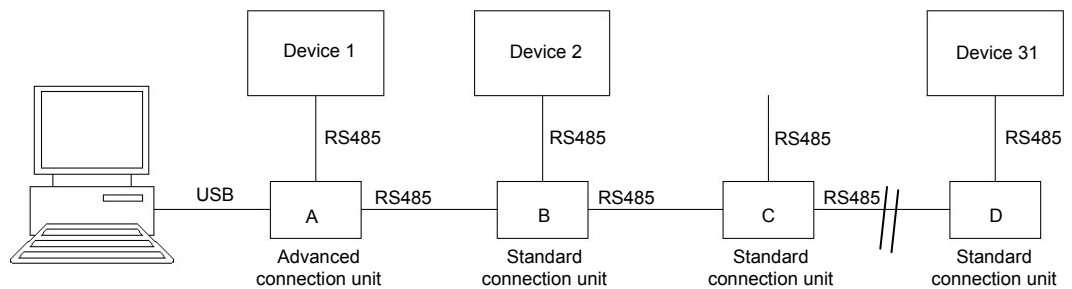 Device 1
Device 2
Device 31
RS485
RS485
RS485
RS485
USB
A
RS485
B
RS485
C
RS485
D
Advanced
connection unit
Standard
connection unit
Standard
connection unit
Standard
connection unit